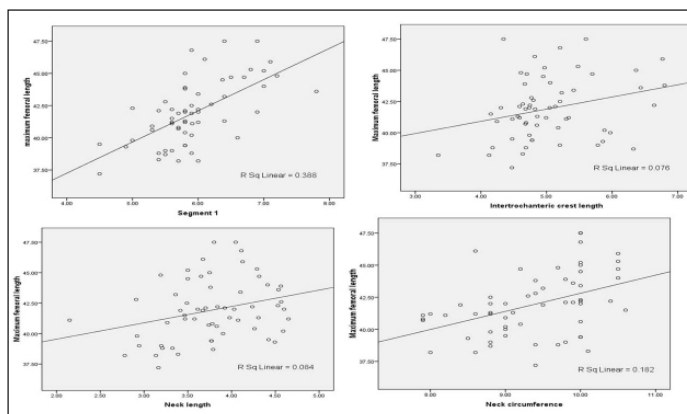 47.50
45.00
42.50
40.00
37.50
maximum femoral length
R Sq Linear = 0.388
4.00 5.00 6.00 7.00 8.00
Segment 1
47.50
45.00
42.50
40.00
37.50
Maximum femoral length
R Sq Linear = 0.076
3.00 4.00 5.00 6.00
Intertrochanteric crest length
47.50
45.00
42.50
40.00
37.50
Maximum femoral length
R Sq Linear = 0.084
2.00 2.50 3.00 3.50 4.00 4.50 5.00
Neck length
47.50
45.00
42.50
40.00
37.50
Maximum femoral length
R Sq Linear = 0.182
8.00 9.00 10.00 11.00
Neck circumference